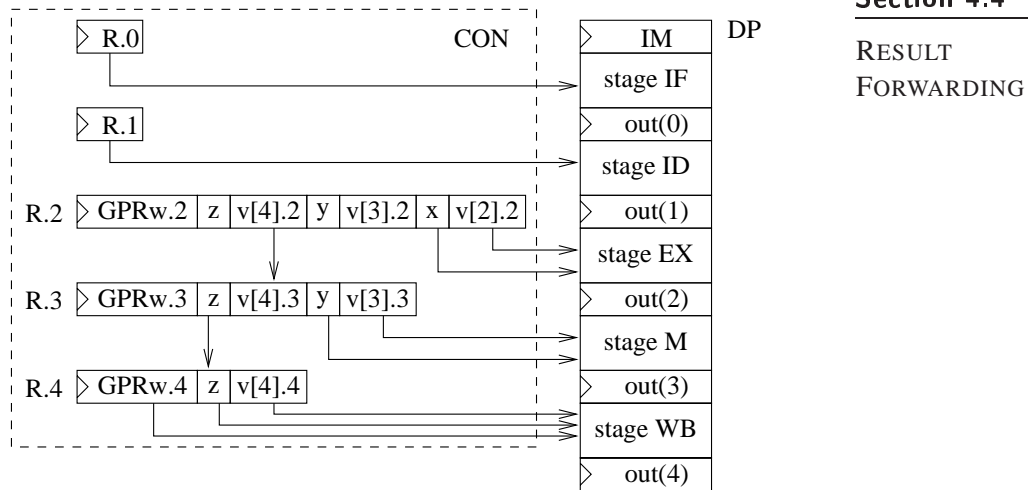 Section 4.4
RESULT
FORWARDING
R.0 CON IM DP
stage IF
R.1 out(0)
stage ID
R.2 GPRw.2 z v[4].2 y v[3].2 x v[2].2 out(1)
stage EX
R.3 GPRw.3 z v[4].3 y v[3].3 out(2)
stage M
R.4 GPRw.4 z v[4].4 out(3)
stage WB
out(4)